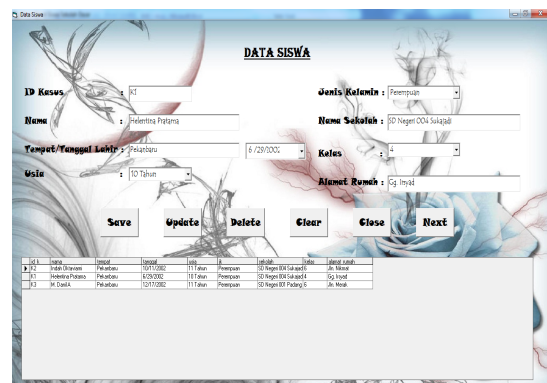 Data Siswa
DATA SISWA
ID Kasus : K1
Jenis Kelamin : Perempuan
Nama : Helentina Pratama
Nama Sekolah : SD Negeri 004 Sukajadi
Tempat/Tanggal Lahir : Pekanbaru 6/29/2002
Kelas : 4
Usia : 10 Tahun
Alamat Rumah : Gg. Irsyad
Save Update Delete Clear Close Next
id_k nama tempat tanggal usia jk sekolah kelas alamat rumah
K2 Indah Oktaviani Pekanbaru 10/11/2002 11 Tahun Perempuan SD Negeri 004 Sukajad 6 Jln. Nikmat
K1 Helentina Pratama Pekanbaru 6/29/2002 10 Tahun Perempuan SD Negeri 004 Sukajad 4 Gg. Irsyad
K3 M. Danil A Pekanbaru 12/17/2002 11 Tahun Perempuan SD Negeri 001 Padang 6 Jln. Merak